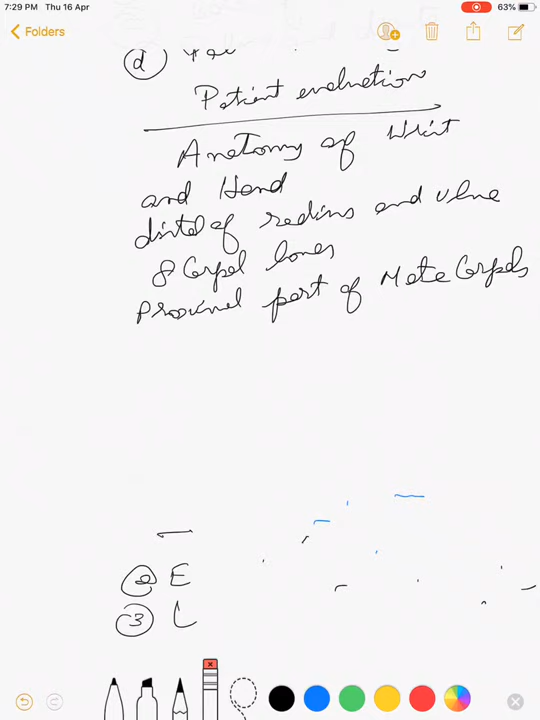 7:29 PM Thu 16 Apr
63%
Folders
d
Patient evaluation
Anatomy of Wrist
and Hand
distal of radius and ulna
8 Carpal bones
Proximal part of Meta Carpals
2 E
3 L